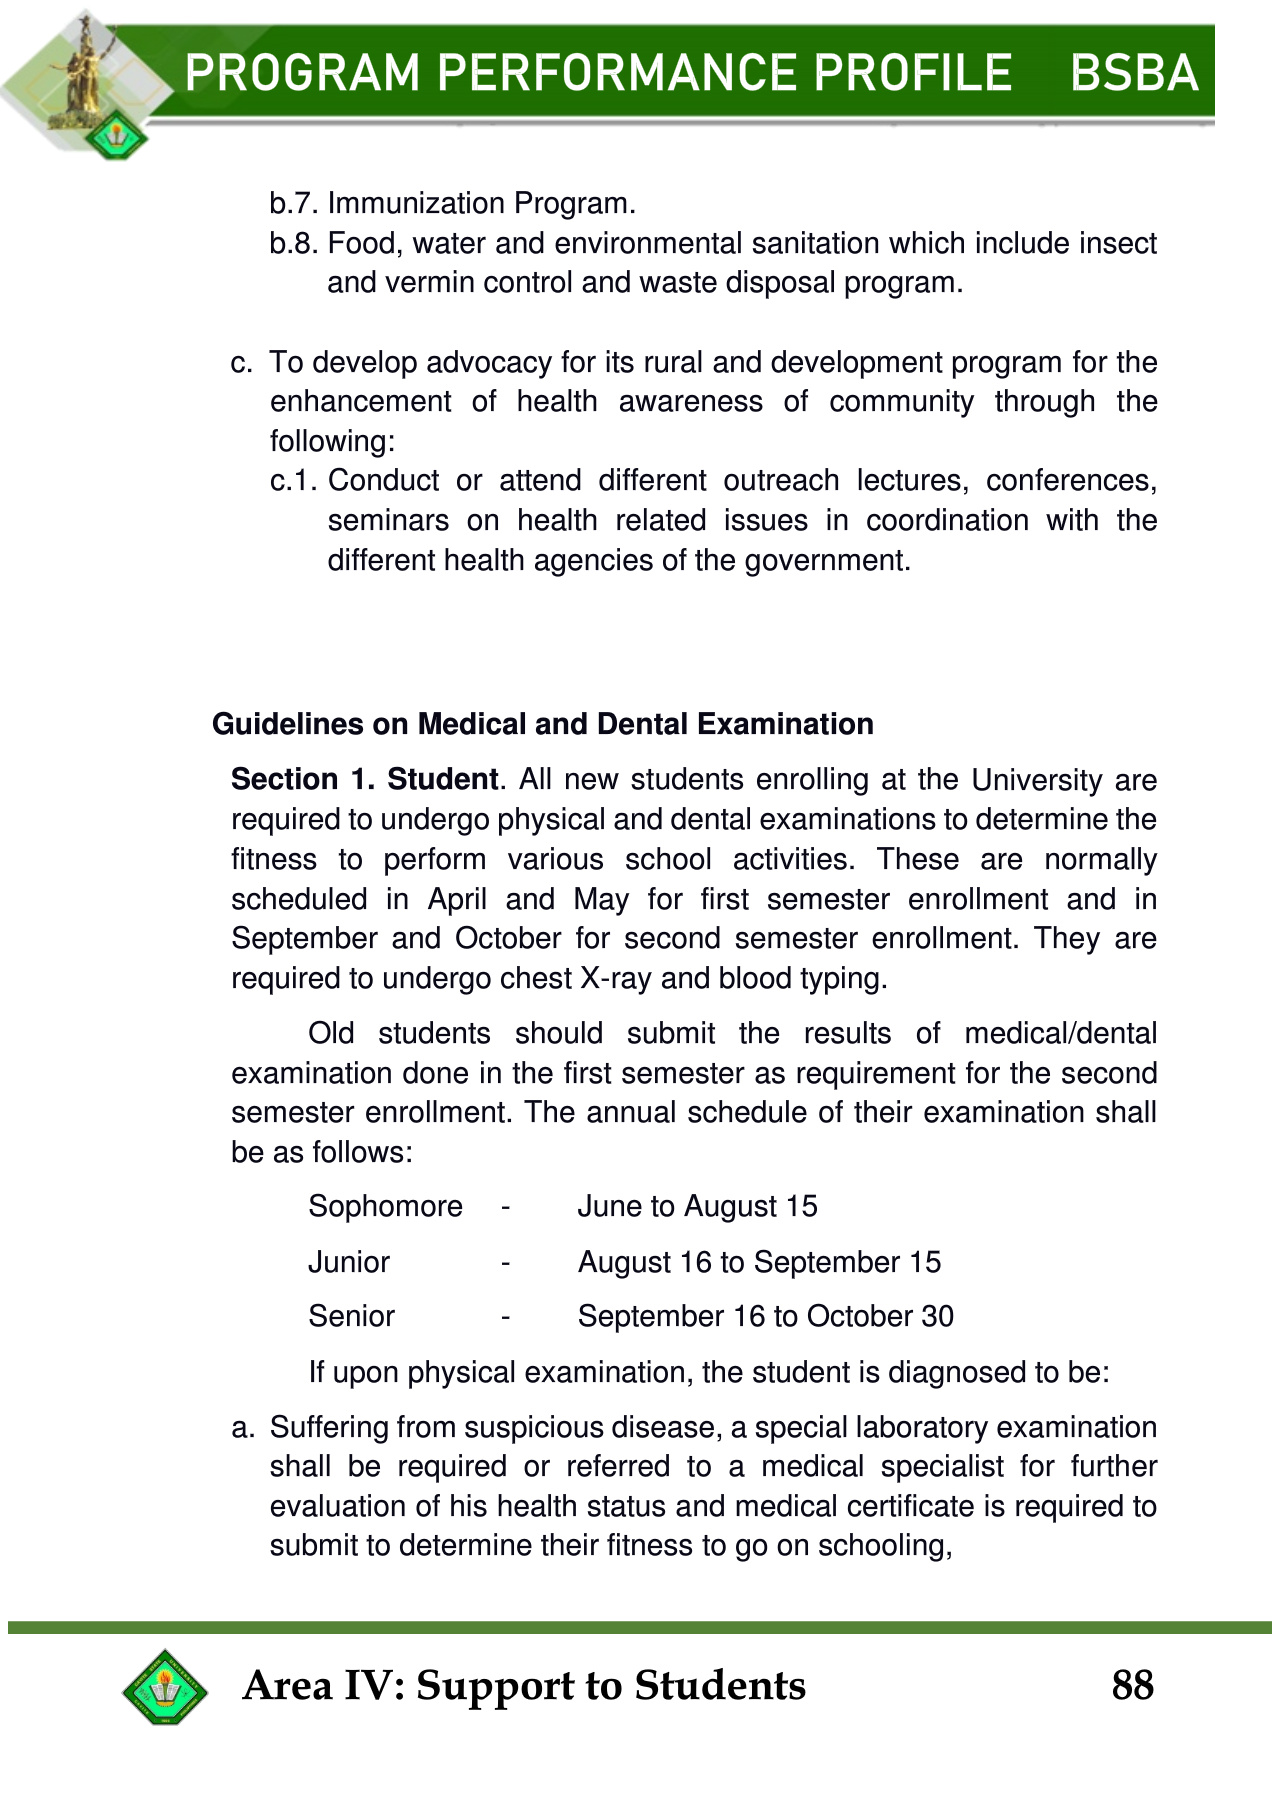 PROGRAM PERFORMANCE PROFILE BSBA
b.7. Immunization Program.
b.8. Food, water and environmental sanitation which include insect
and vermin control and waste disposal program.
c. To develop advocacy for its rural and development program for the
enhancement of health awareness of community through the
following:
c.1. Conduct or attend different outreach lectures, conferences,
seminars on health related issues in coordination with the
different health agencies of the government.
Guidelines on Medical and Dental Examination
Section 1. Student. All new students enrolling at the University are
required to undergo physical and dental examinations to determine the
fitness to perform various school activities. These are normally
scheduled in April and May for first semester enrollment and in
September and October for second semester enrollment. They are
required to undergo chest X-ray and blood typing.
Old students should submit the results of medical/dental
examination done in the first semester as requirement for the second
semester enrollment. The annual schedule of their examination shall
be as follows:
Sophomore - June to August 15
Junior - August 16 to September 15
Senior - September 16 to October 30
If upon physical examination, the student is diagnosed to be:
a. Suffering from suspicious disease, a special laboratory examination
shall be required or referred to a medical specialist for further
evaluation of his health status and medical certificate is required to
submit to determine their fitness to go on schooling,
Area IV: Support to Students 88